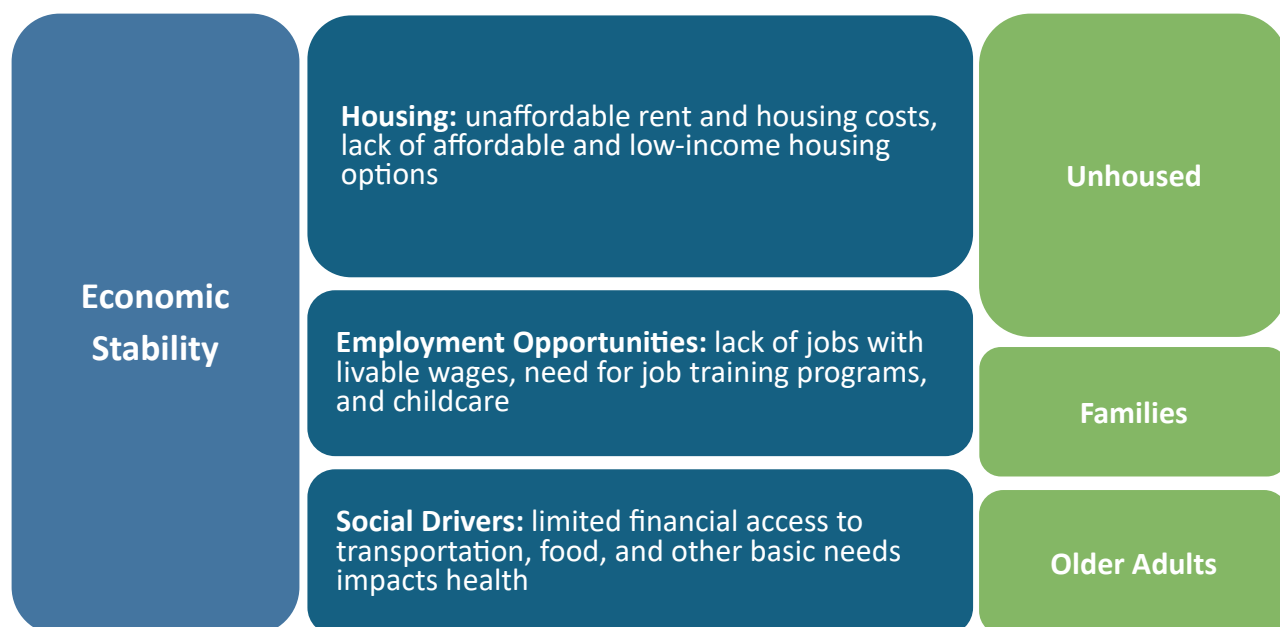 Economic
Stability
Housing: unaffordable rent and housing costs,
lack of affordable and low-income housing
options
Employment Opportunities: lack of jobs with
livable wages, need for job training programs,
and childcare
Social Drivers: limited financial access to
transportation, food, and other basic needs
impacts health
Unhoused
Families
Older Adults